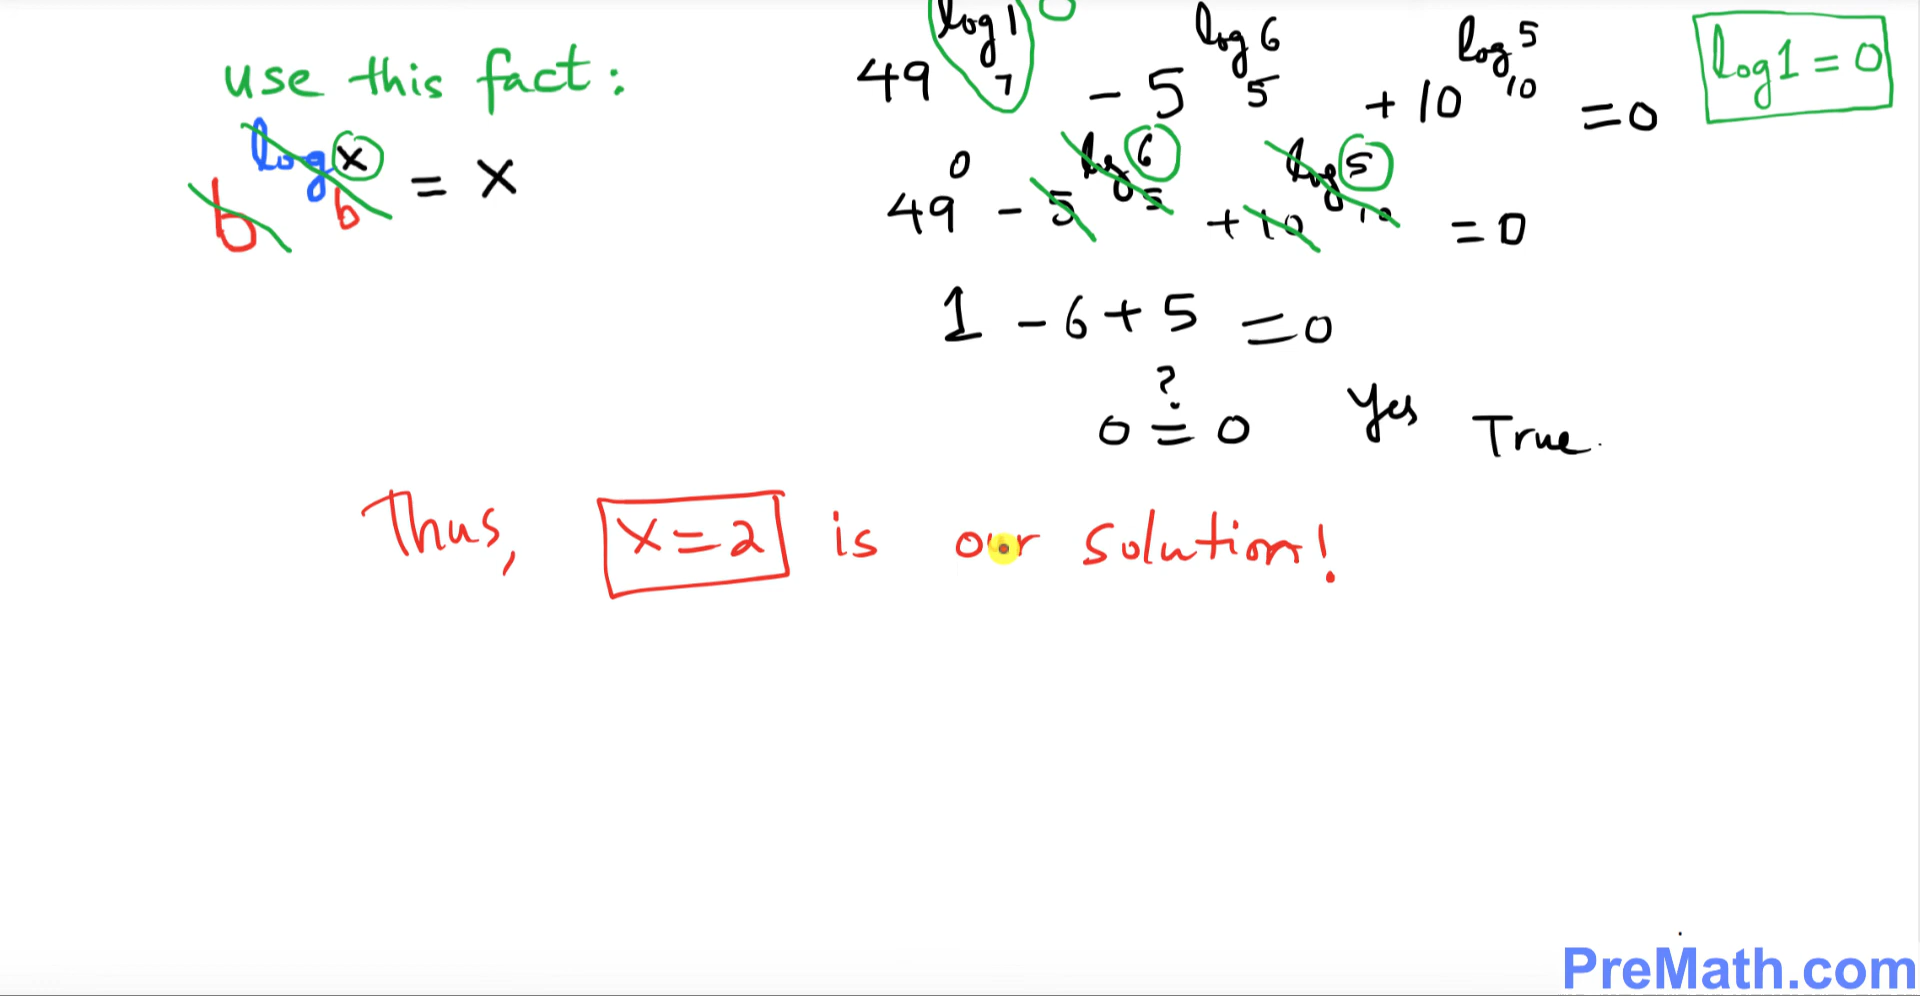 49^(log_7 1) 0 - 5^(log_5 6) + 10^(log_10 5) = 0
log 1 = 0
use this fact:
b^(log_b x) = x
49^0 - 5^(log_5 6) + 10^(log_10 5) = 0
1 - 6 + 5 = 0
0 ≟ 0 Yes True.
Thus, x = 2 is our solution!
PreMath.com